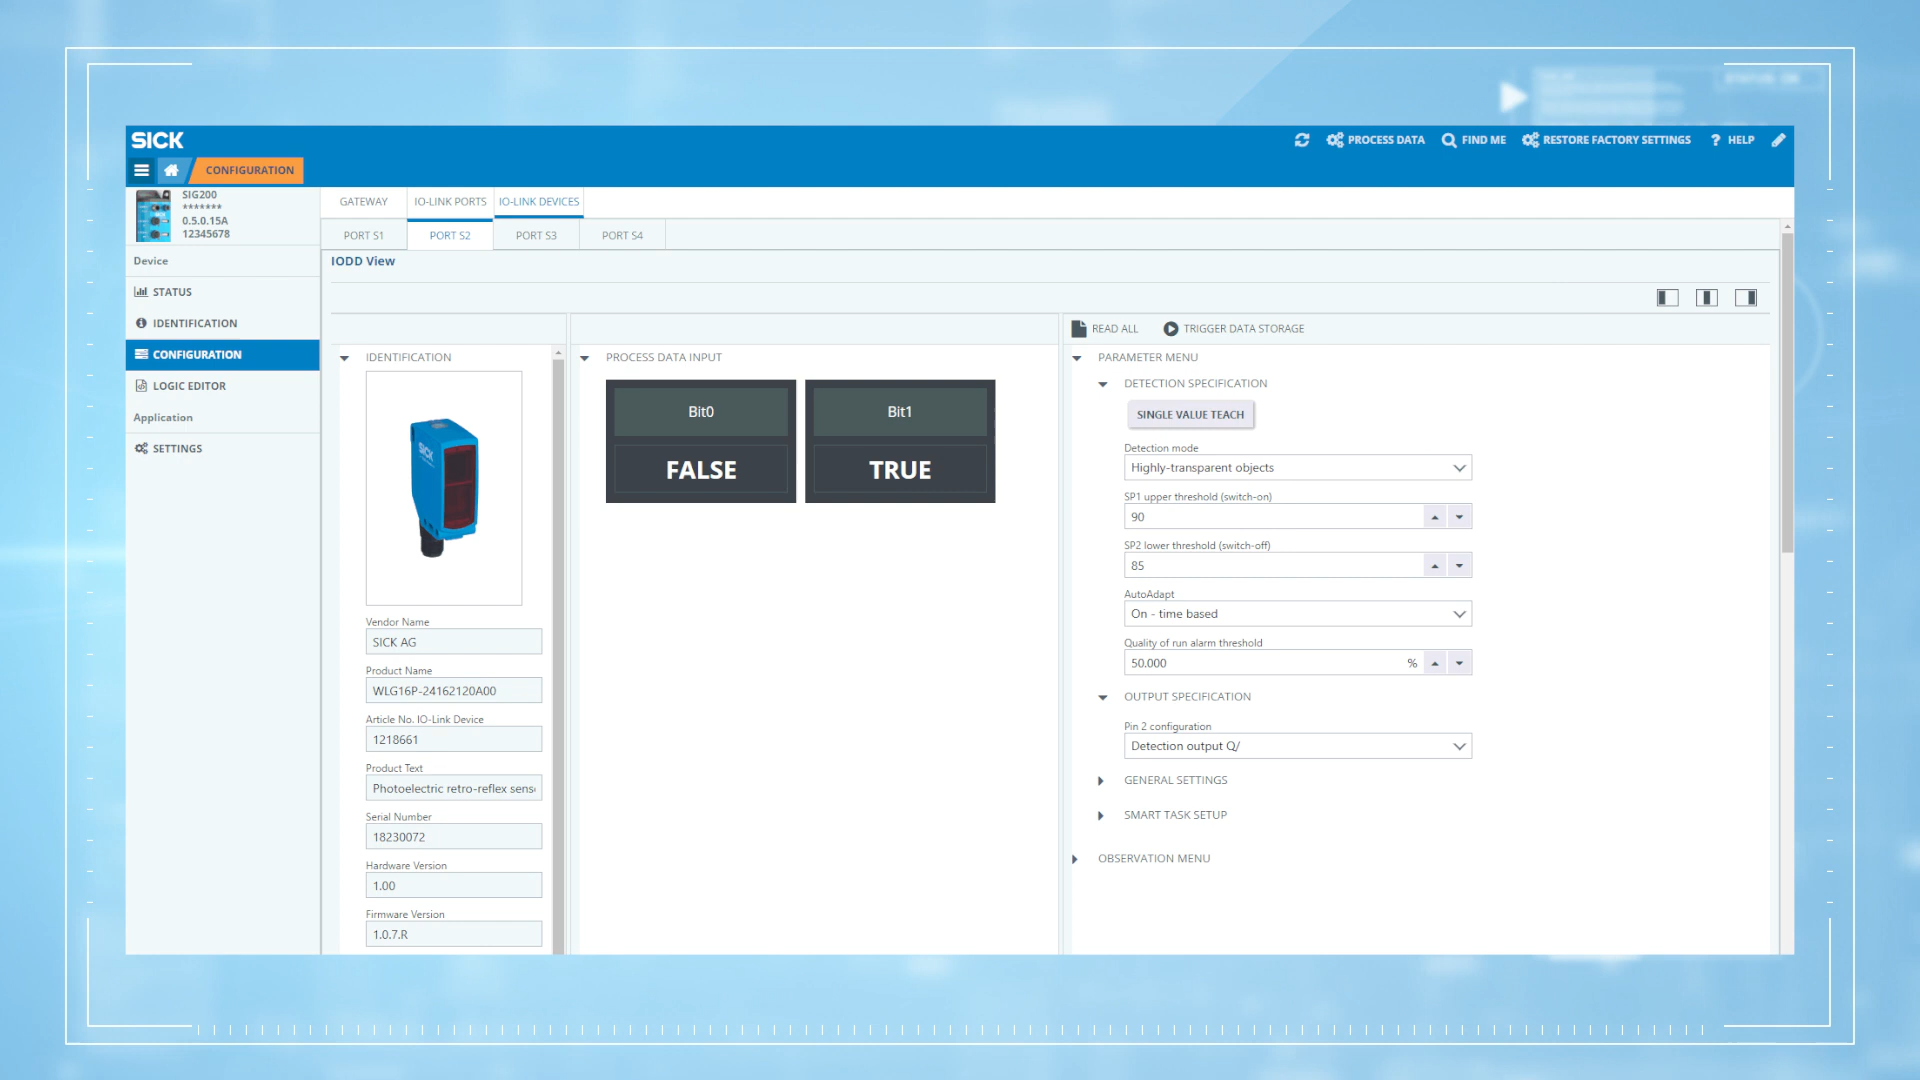 SICK
PROCESS DATA
FIND ME
RESTORE FACTORY SETTINGS
? HELP
CONFIGURATION
SIG200
*******
0.5.0.15A
12345678
Device
STATUS
IDENTIFICATION
CONFIGURATION
LOGIC EDITOR
Application
SETTINGS
GATEWAY
IO-LINK PORTS
IO-LINK DEVICES
PORT S1
PORT S2
PORT S3
PORT S4
IODD View
IDENTIFICATION
SICK
Vendor Name
SICK AG
Product Name
WLG16P-24162120A00
Article No. IO-Link Device
1218661
Product Text
Photoelectric retro-reflex sens
Serial Number
18230072
Hardware Version
1.00
Firmware Version
1.0.7.R
PROCESS DATA INPUT
Bit0
FALSE
Bit1
TRUE
READ ALL
TRIGGER DATA STORAGE
PARAMETER MENU
DETECTION SPECIFICATION
SINGLE VALUE TEACH
Detection mode
Highly-transparent objects
SP1 upper threshold (switch-on)
90
SP2 lower threshold (switch-off)
85
AutoAdapt
On - time based
Quality of run alarm threshold
50.000 %
OUTPUT SPECIFICATION
Pin 2 configuration
Detection output Q/
GENERAL SETTINGS
SMART TASK SETUP
OBSERVATION MENU